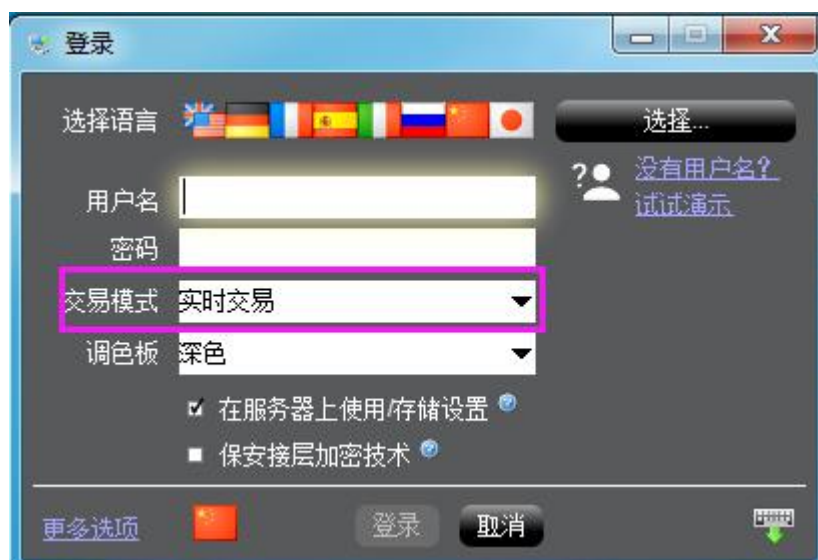 登录
选择语言
选择...
用户名
没有用户名?
试试演示
密码
交易模式
实时交易
调色板
深色
在服务器上使用/存储设置
保安接层加密技术
更多选项
登录
取消